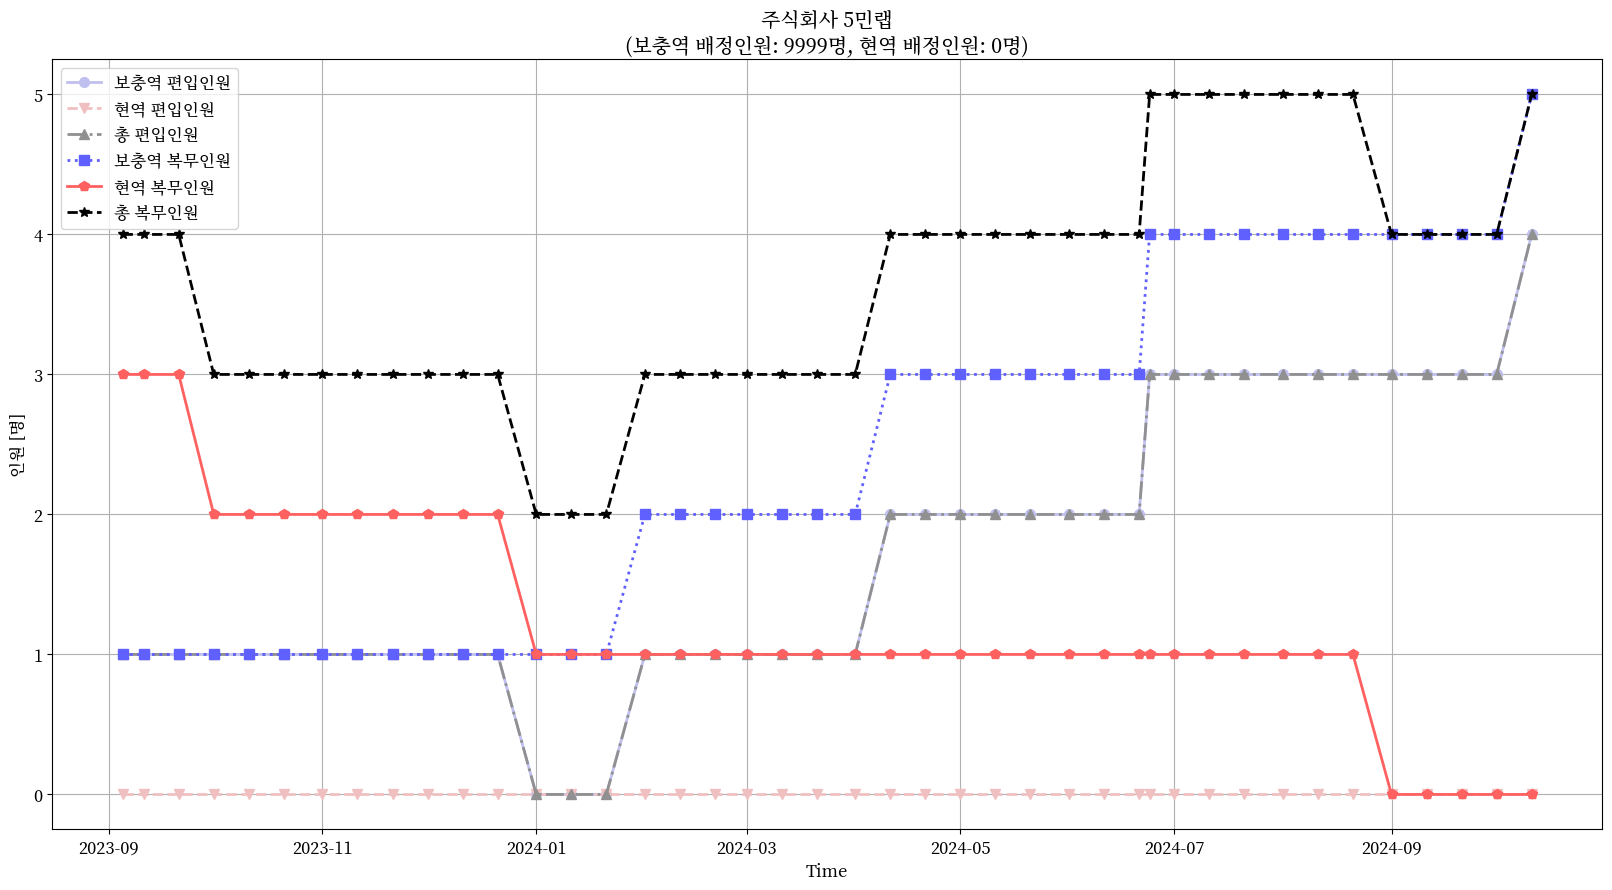 주식회사 5민랩
(보충역 배정인원: 9999명, 현역 배정인원: 0명)
보충역 편입인원
현역 편입인원
총 편입인원
보충역 복무인원
현역 복무인원
총 복무인원
5
4
3
2
1
0
인원 [명]
2023-09 2023-11 2024-01 2024-03 2024-05 2024-07 2024-09
Time